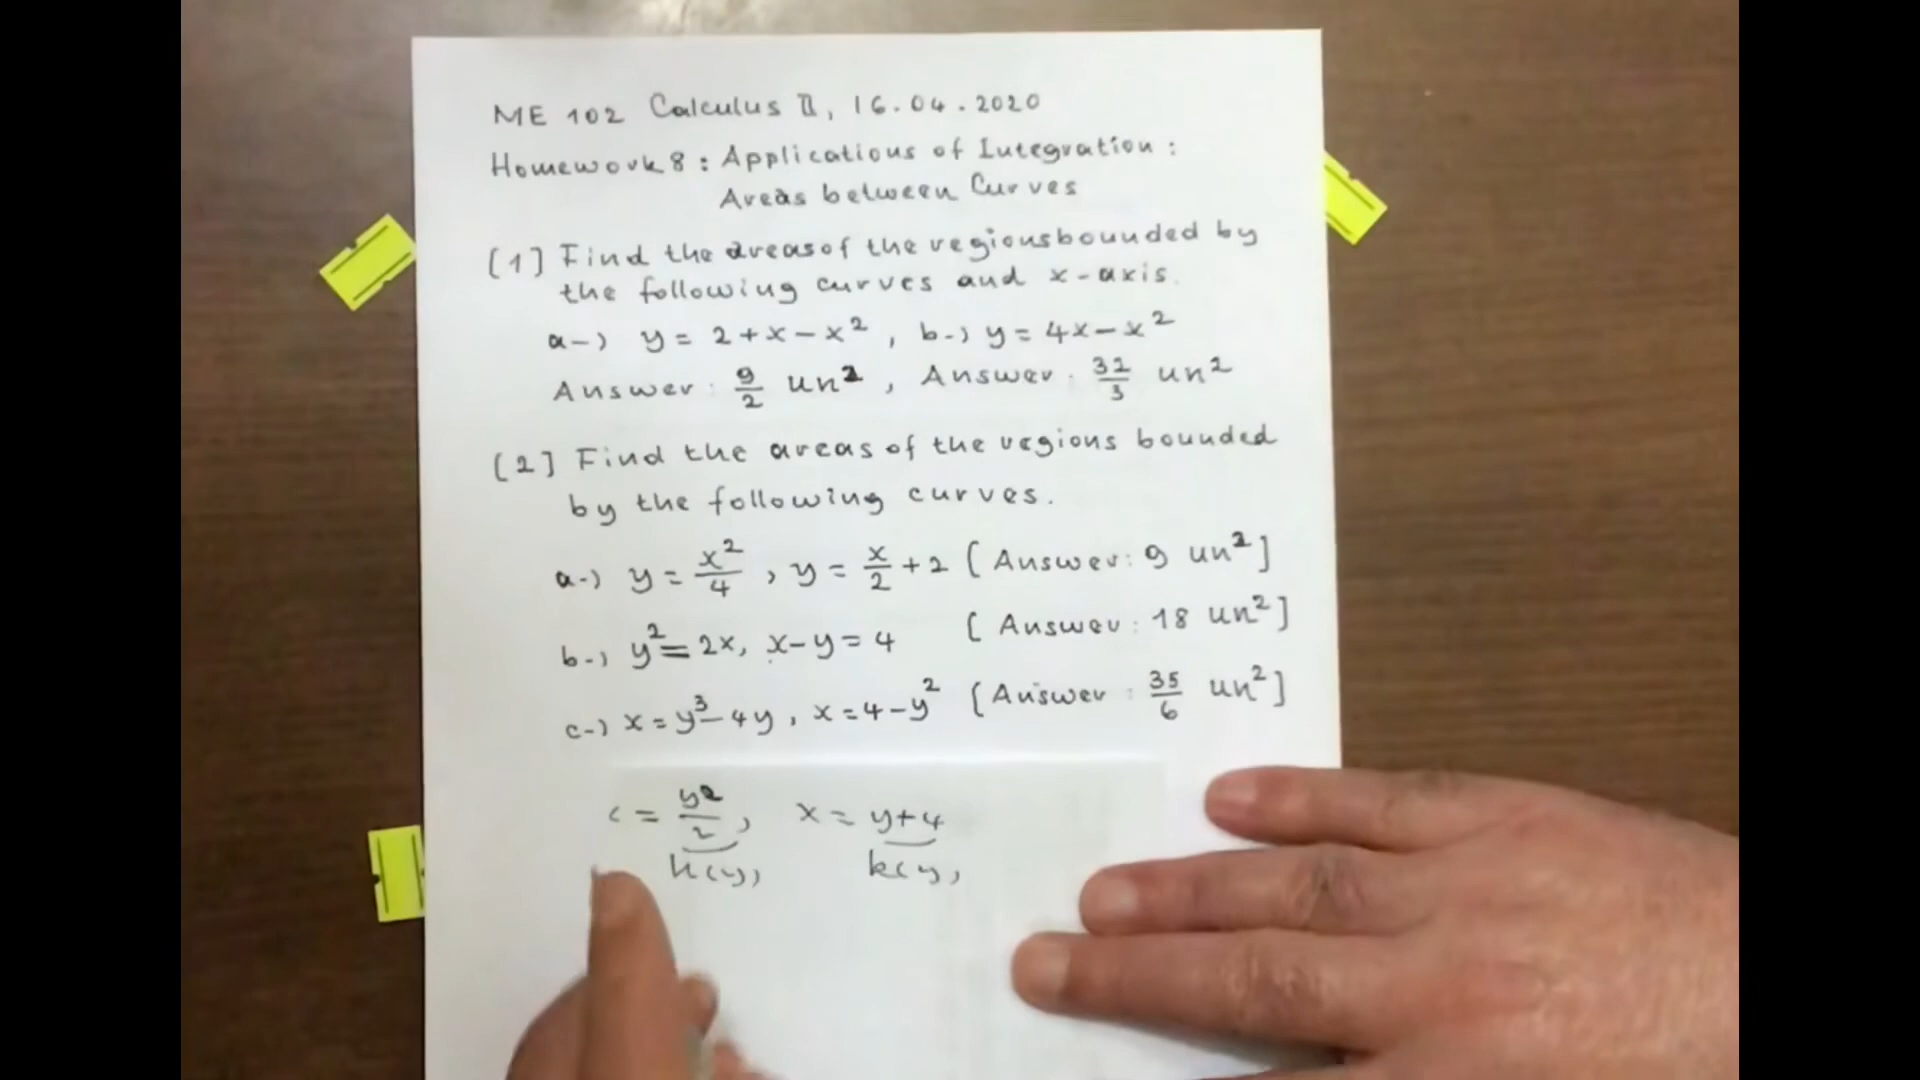 ME 102 Calculus II, 16.04.2020
Homework 8: Applications of Integration:
Areas between Curves
[1] Find the areas of the regions bounded by
the following curves and x-axis.
a-) y = 2+x-x², b-) y = 4x-x²
Answer: 9/2 un², Answer: 32/3 un²
[2] Find the areas of the regions bounded
by the following curves.
a-) y = x²/4, y = x/2 + 2 [Answer: 9 un²]
b-) y² = 2x, x-y = 4 [Answer: 18 un²]
c-) x = y³-4y, x = 4-y² [Answer: 35/6 un²]
= y²/2, x = y+4
h(y) k(y)